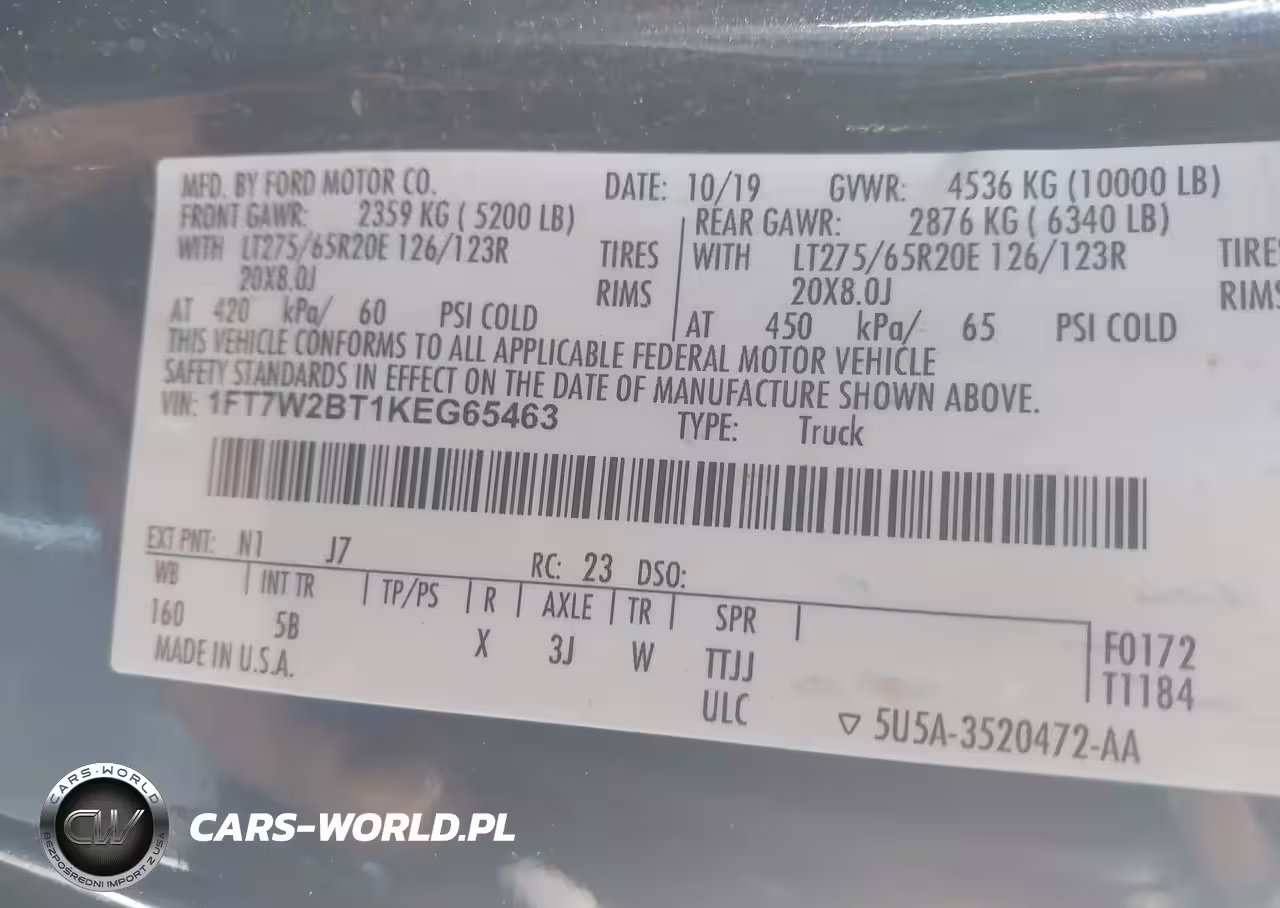 MFD. BY FORD MOTOR CO. DATE: 10/19 GVWR: 4536 KG (10000 LB)
FRONT GAWR: 2359 KG ( 5200 LB) REAR GAWR: 2876 KG ( 6340 LB)
WITH LT275/65R20E 126/123R TIRES WITH LT275/65R20E 126/123R TIRE
20X8.0J RIMS 20X8.0J RIMS
AT 420 kPa/ 60 PSI COLD AT 450 kPa/ 65 PSI COLD
THIS VEHICLE CONFORMS TO ALL APPLICABLE FEDERAL MOTOR VEHICLE
SAFETY STANDARDS IN EFFECT ON THE DATE OF MANUFACTURE SHOWN ABOVE.
VIN: 1FT7W2BT1KEG65463 TYPE: Truck
EXT PNT: N1 J7 RC: 23 DSO:
WB INT TR TP/PS R AXLE TR SPR
160 5B X 3J W TTJJ F0172
MADE IN U.S.A. ULC T1184
▽ 5U5A-3520472-AA
CARS-WORLD
CW
BEZPOŚREDNI IMPORT Z USA
CARS-WORLD.PL